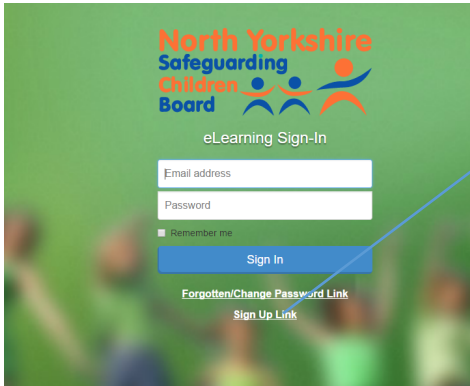 North Yorkshire
Safeguarding
Children
Board
eLearning Sign-In
Email address
Password
Remember me
Sign In
Forgotten/Change Password Link
Sign Up Link